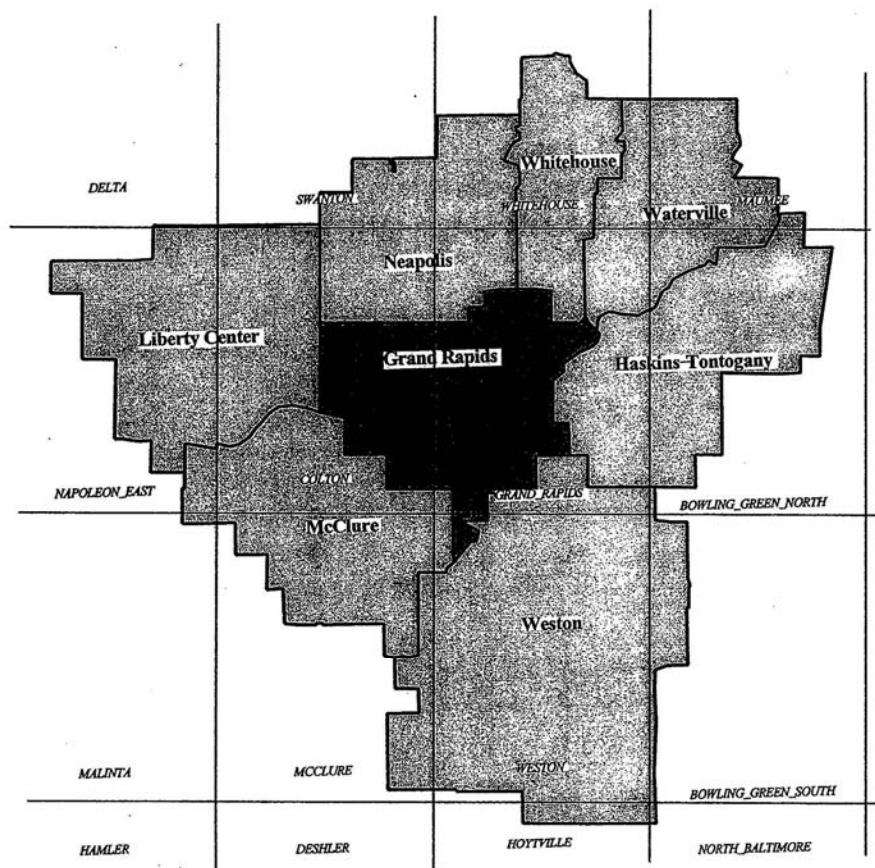 Whitehouse
DELTA
SWANTON
WHITEHOUSE
MAUMEE
Waterville
Neapolis
Liberty Center
Grand Rapids
Haskins-Tontogany
COLTON
NAPOLEON_EAST
GRAND_RAPIDS
BOWLING_GREEN_NORTH
McClure
Weston
MALINTA
MCCLURE
WESTON
BOWLING_GREEN_SOUTH
HAMLER
DESHLER
HOYTVILLE
NORTH_BALTIMORE